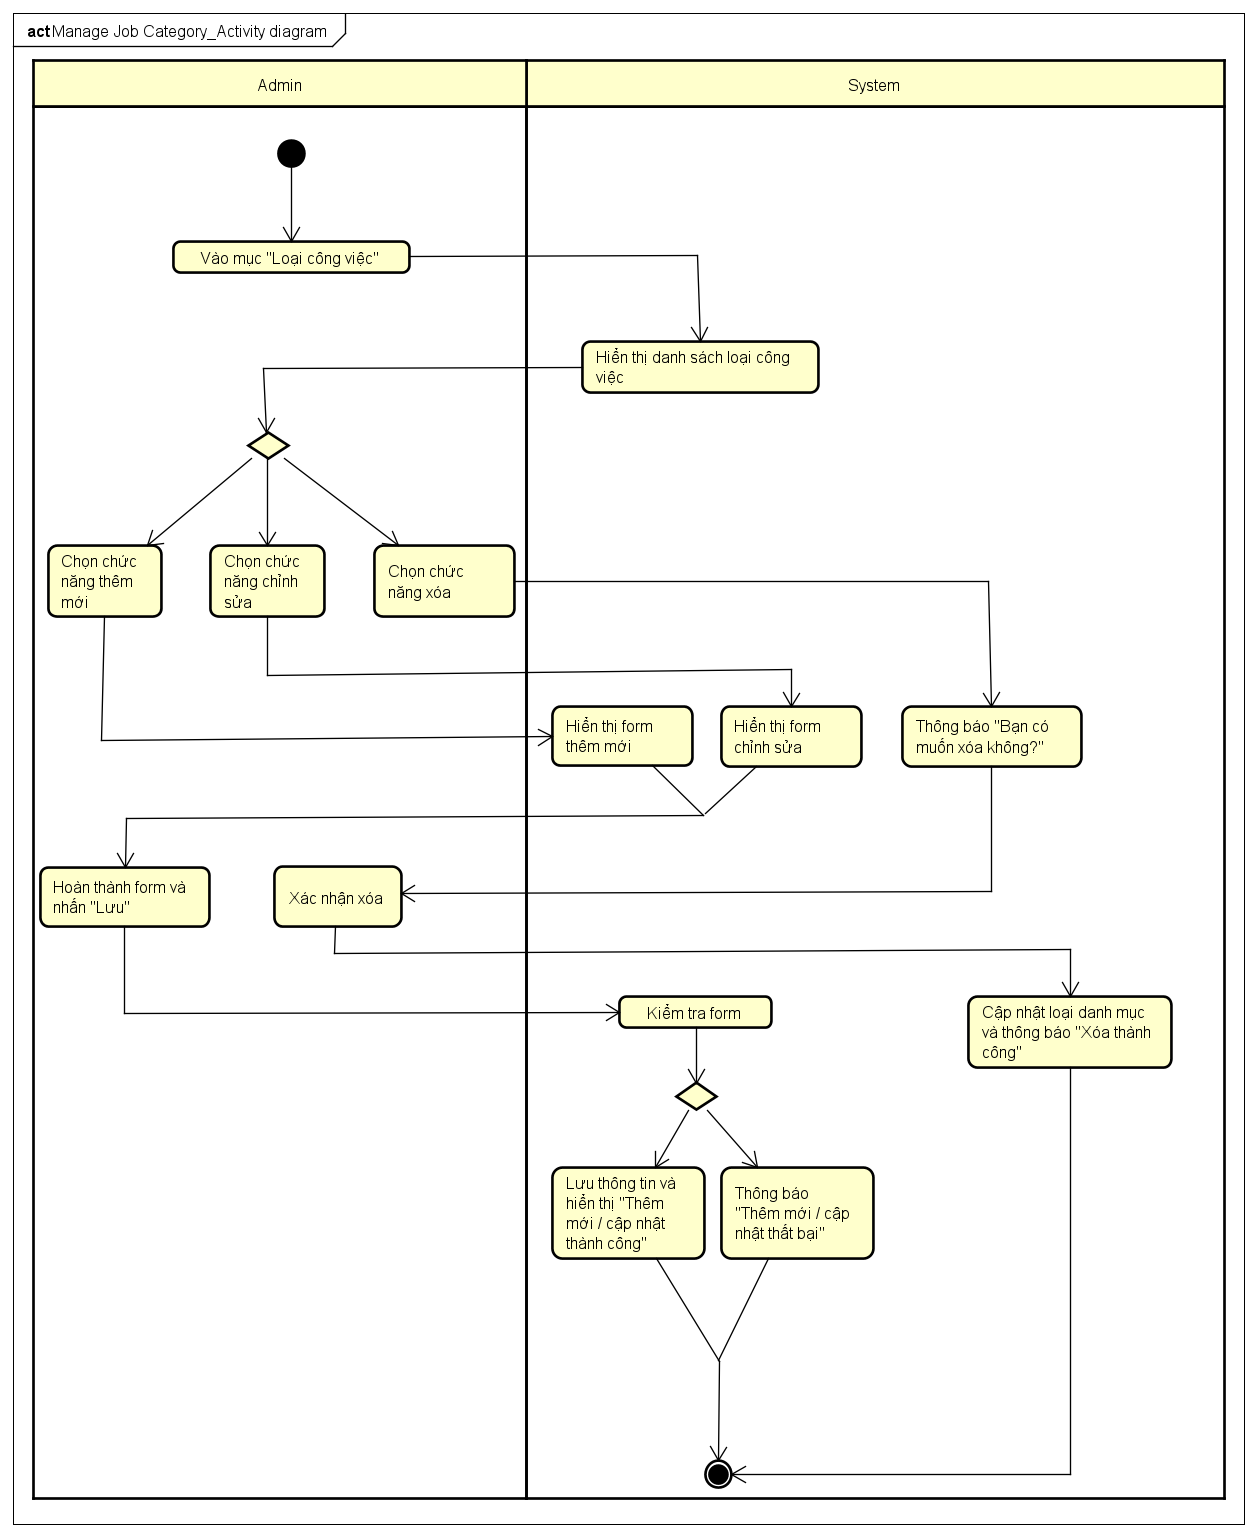 act Manage Job Category_Activity diagram
Admin
System
Vào mục "Loại công việc"
Hiển thị danh sách loại công
việc
Chọn chức
năng thêm
mới
Chọn chức
năng chỉnh
sửa
Chọn chức
năng xóa
Hiển thị form
thêm mới
Hiển thị form
chỉnh sửa
Thông báo "Bạn có
muốn xóa không?"
Hoàn thành form và
nhấn "Lưu"
Xác nhận xóa
Kiểm tra form
Cập nhật loại danh mục
và thông báo "Xóa thành
công"
Lưu thông tin và
hiển thị "Thêm
mới / cập nhật
thành công"
Thông báo
"Thêm mới / cập
nhật thất bại"